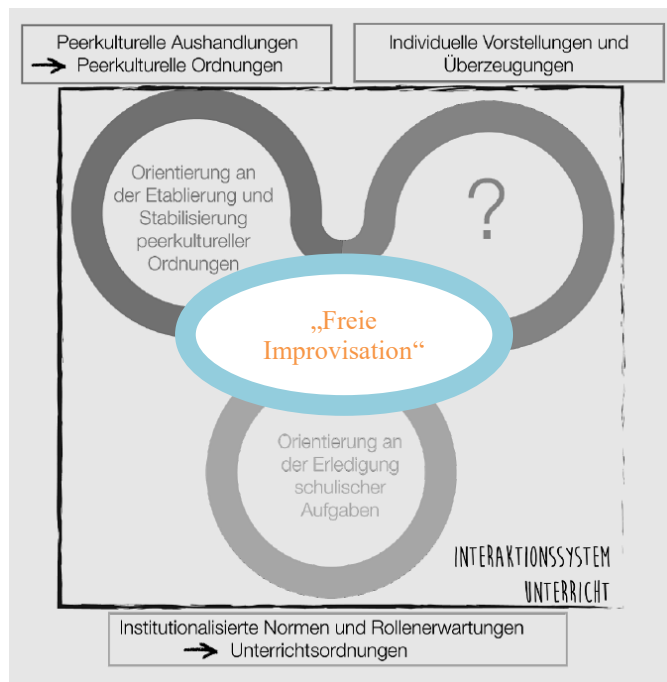 Peerkulturelle Aushandlungen
→ Peerkulturelle Ordnungen
Individuelle Vorstellungen und
Überzeugungen
Orientierung an
der Etablierung und
Stabilisierung
peerkultureller
Ordnungen
?
„Freie
Improvisation“
Orientierung an
der Erledigung
schulischer
Aufgaben
INTERAKTIONSSYSTEM
UNTERRICHT
Institutionalisierte Normen und Rollenerwartungen
→ Unterrichtsordnungen